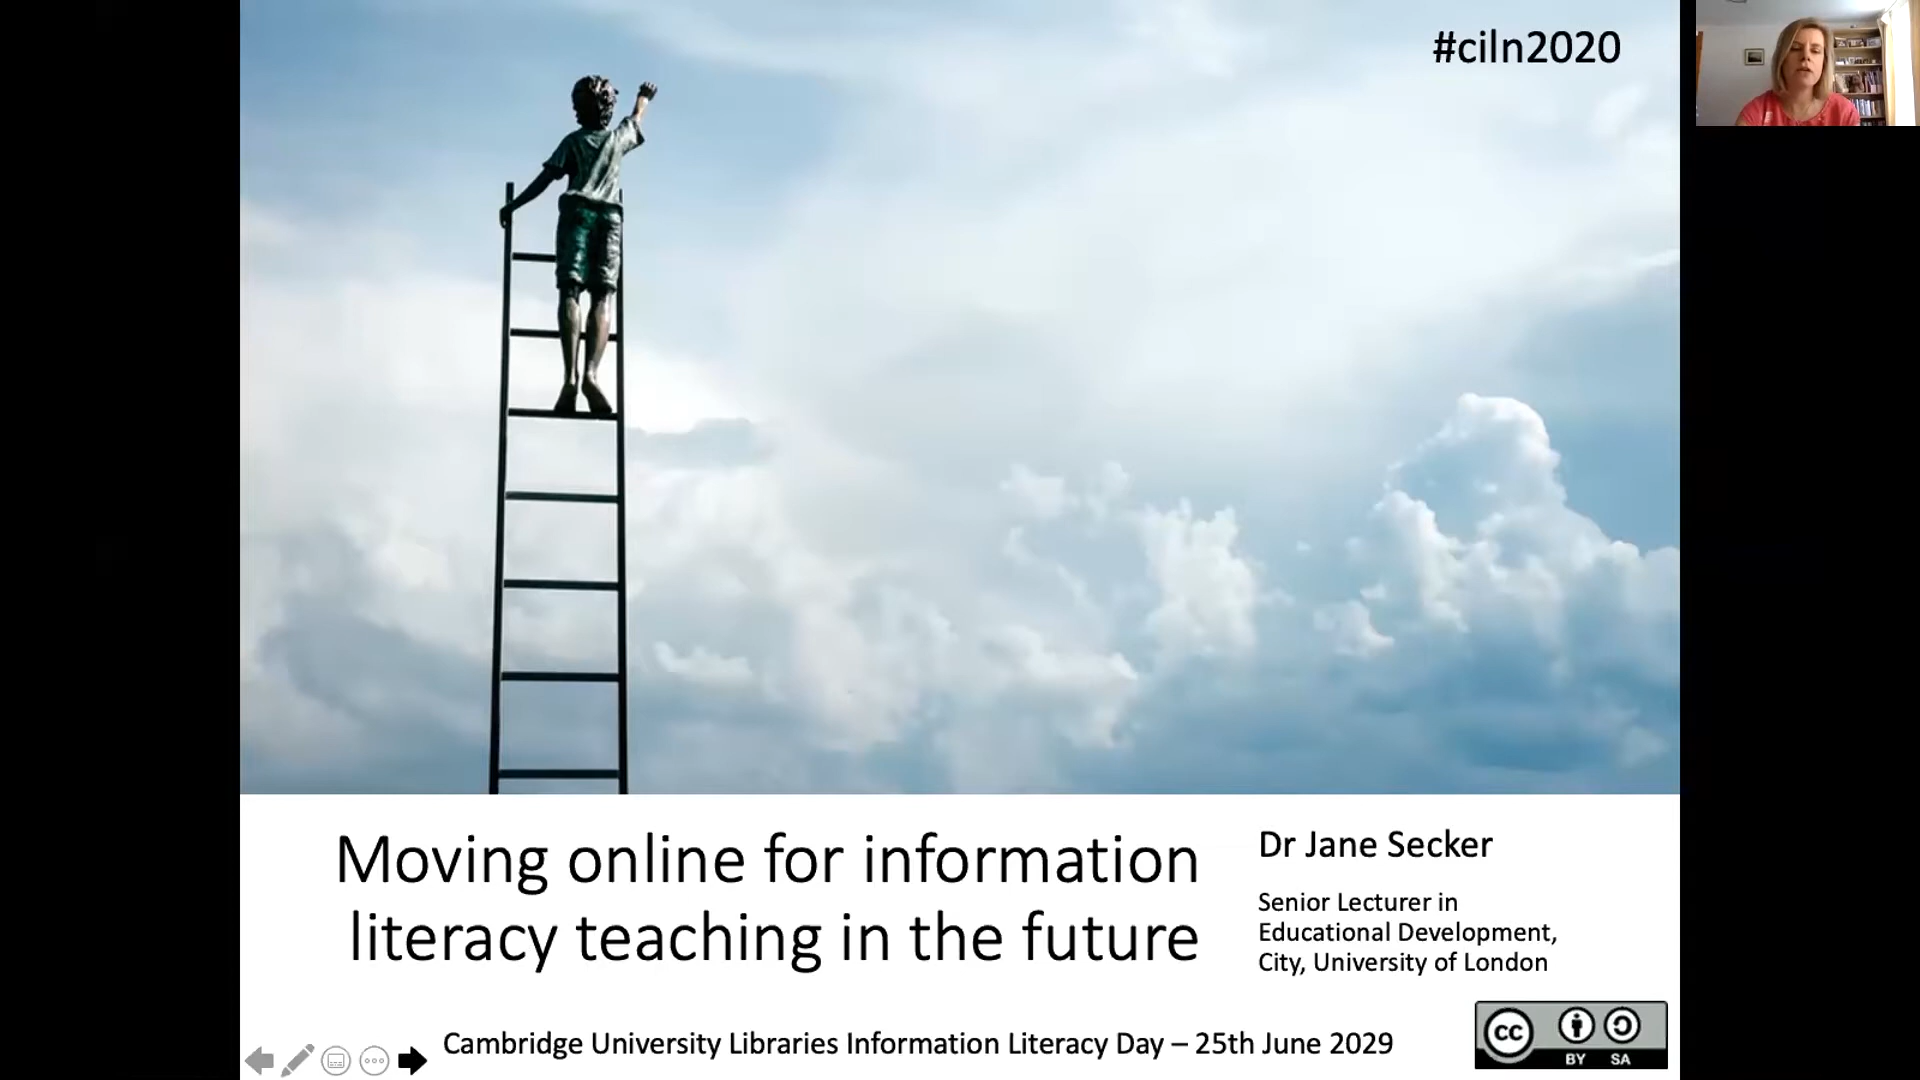 #ciln2020
Moving online for information
literacy teaching in the future
Dr Jane Secker
Senior Lecturer in
Educational Development,
City, University of London
Cambridge University Libraries Information Literacy Day – 25th June 2029
cc
BY SA